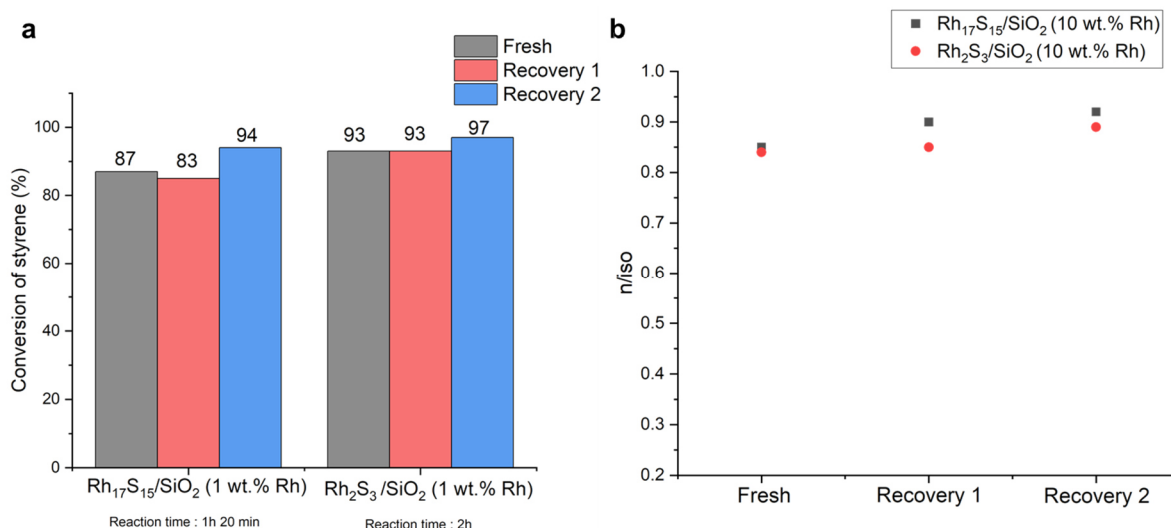 a
Fresh
Recovery 1
Recovery 2
Conversion of styrene (%)
100
80
60
40
20
0
87
83
94
93
93
97
Rh17S15/SiO2 (1 wt.% Rh)
Rh2S3/SiO2 (1 wt.% Rh)
Reaction time : 1h 20 min
Reaction time : 2h
b
Rh17S15/SiO2 (10 wt.% Rh)
Rh2S3/SiO2 (10 wt.% Rh)
n/iso
1.0
0.9
0.8
0.7
0.6
0.5
0.4
0.3
0.2
Fresh
Recovery 1
Recovery 2